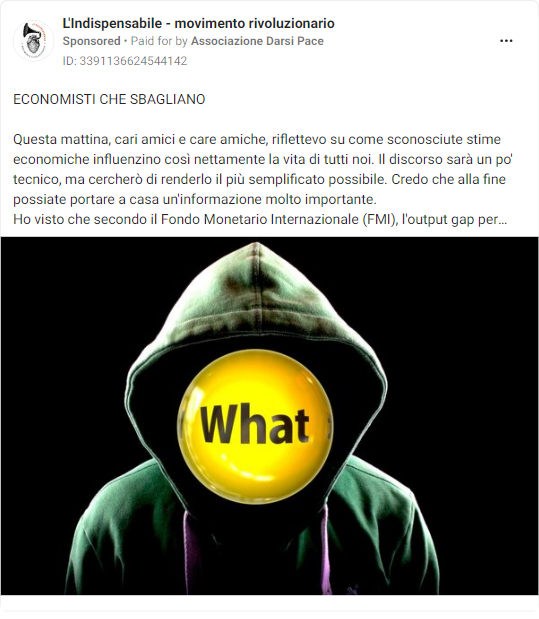 L'Indispensabile - movimento rivoluzionario
Sponsored • Paid for by Associazione Darsi Pace
ID: 3391136624544142
ECONOMISTI CHE SBAGLIANO
Questa mattina, cari amici e care amiche, riflettevo su come sconosciute stime
economiche influenzino così nettamente la vita di tutti noi. Il discorso sarà un po'
tecnico, ma cercherò di renderlo il più semplificato possibile. Credo che alla fine
possiate portare a casa un'informazione molto importante.
Ho visto che secondo il Fondo Monetario Internazionale (FMI), l'output gap per...
What